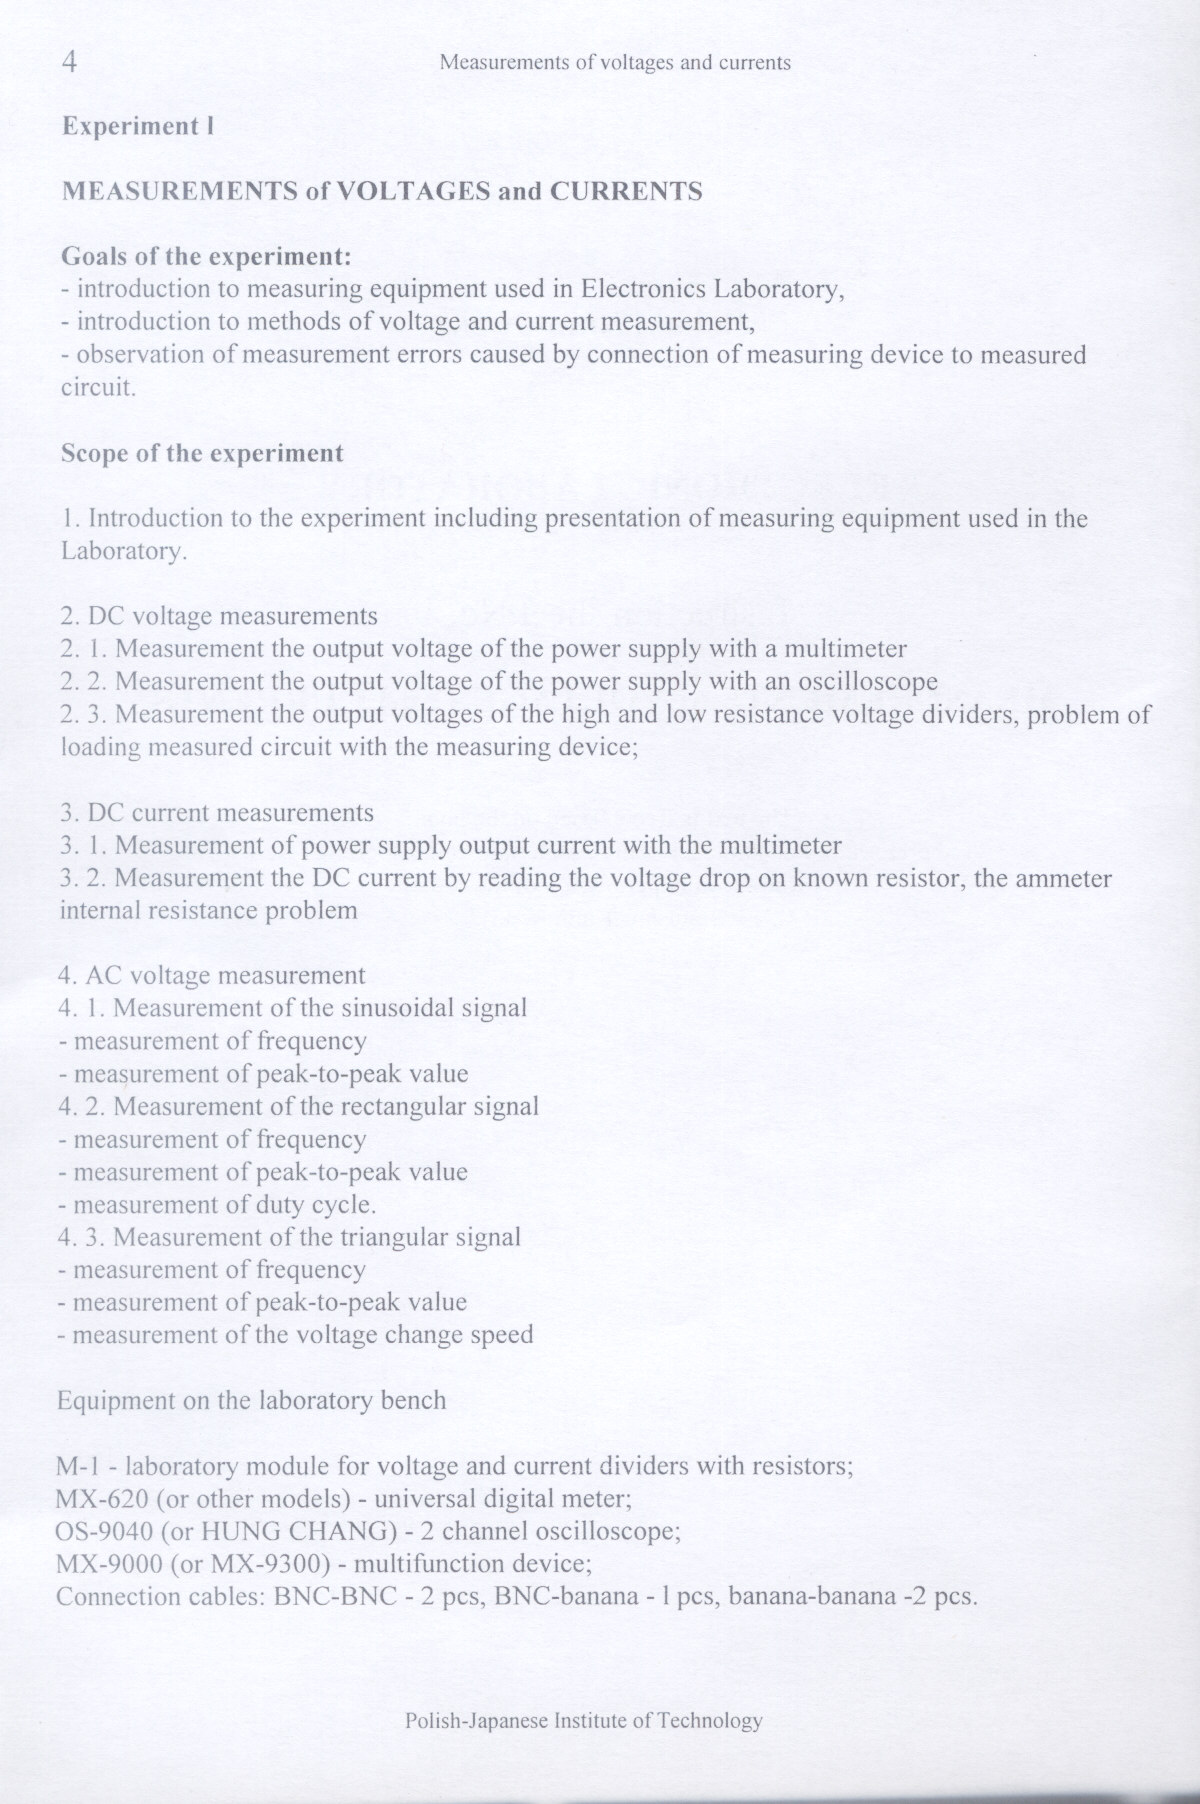 4
Measurements of voltages and currents
Experiment I
MEASUREMENTS of VOLTAGES and CURRENTS
Goals of the experiment:
- introduction to measuring equipment used in Electronics Laboratory,
- introduction to methods of voltage and current measurement,
- observation of measurement errors caused by connection of measuring device to measured
circuit.
Scope of the experiment
1. Introduction to the experiment including presentation of measuring equipment used in the
Laboratory.
2. DC voltage measurements
2. 1. Measurement the output voltage of the power supply with a multimeter
2. 2. Measurement the output voltage of the power supply with an oscilloscope
2. 3. Measurement the output voltages of the high and low resistance voltage dividers, problem of
loading measured circuit with the measuring device;
3. DC current measurements
3. 1. Measurement of power supply output current with the multimeter
3. 2. Measurement the DC current by reading the voltage drop on known resistor, the ammeter
internal resistance problem
4. AC voltage measurement
4. 1. Measurement of the sinusoidal signal
- measurement of frequency
- measurement of peak-to-peak value
4. 2. Measurement of the rectangular signal
- measurement of frequency
- measurement of peak-to-peak value
- measurement of duty cycle.
4. 3. Measurement of the triangular signal
- measurement of frequency
- measurement of peak-to-peak value
- measurement of the voltage change speed
Equipment on the laboratory bench
M-1 - laboratory module for voltage and current dividers with resistors;
MX-620 (or other models) - universal digital meter;
OS-9040 (or HUNG CHANG) - 2 channel oscilloscope;
MX-9000 (or MX-9300) - multifunction device;
Connection cables: BNC-BNC - 2 pcs, BNC-banana - 1 pcs, banana-banana -2 pcs.
Polish-Japanese Institute of Technology